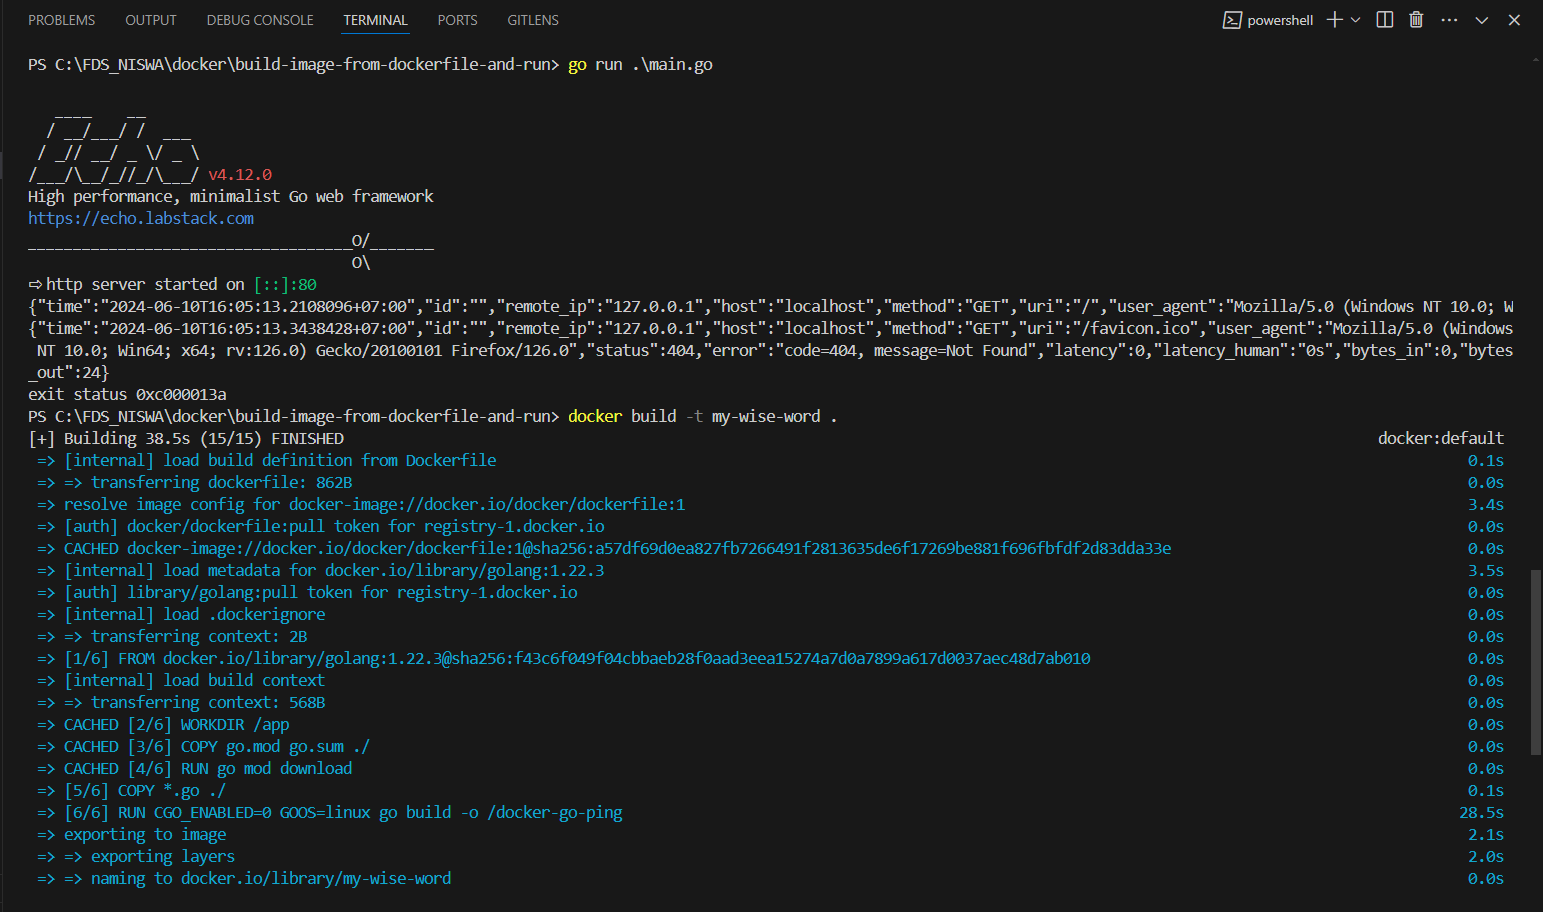 PROBLEMS OUTPUT DEBUG CONSOLE TERMINAL PORTS GITLENS powershell
PS C:\FDS_NISWA\docker\build-image-from-dockerfile-and-run> go run .\main.go
   ____    __
  / __/___/ /  ___
 / _// __/ _ \/ _ \
/___/\__/_//_/\___/ v4.12.0
High performance, minimalist Go web framework
https://echo.labstack.com
____________________________________O/_______
                                    O\
⇨ http server started on [::]:80
{"time":"2024-06-10T16:05:13.2108096+07:00","id":"","remote_ip":"127.0.0.1","host":"localhost","method":"GET","uri":"/","user_agent":"Mozilla/5.0 (Windows NT 10.0; W
{"time":"2024-06-10T16:05:13.3438428+07:00","id":"","remote_ip":"127.0.0.1","host":"localhost","method":"GET","uri":"/favicon.ico","user_agent":"Mozilla/5.0 (Windows
 NT 10.0; Win64; x64; rv:126.0) Gecko/20100101 Firefox/126.0","status":404,"error":"code=404, message=Not Found","latency":0,"latency_human":"0s","bytes_in":0,"bytes
_out":24}
exit status 0xc000013a
PS C:\FDS_NISWA\docker\build-image-from-dockerfile-and-run> docker build -t my-wise-word .
[+] Building 38.5s (15/15) FINISHED docker:default
 => [internal] load build definition from Dockerfile 0.1s
 => => transferring dockerfile: 862B 0.0s
 => resolve image config for docker-image://docker.io/docker/dockerfile:1 3.4s
 => [auth] docker/dockerfile:pull token for registry-1.docker.io 0.0s
 => CACHED docker-image://docker.io/docker/dockerfile:1@sha256:a57df69d0ea827fb7266491f2813635de6f17269be881f696fbfdf2d83dda33e 0.0s
 => [internal] load metadata for docker.io/library/golang:1.22.3 3.5s
 => [auth] library/golang:pull token for registry-1.docker.io 0.0s
 => [internal] load .dockerignore 0.0s
 => => transferring context: 2B 0.0s
 => [1/6] FROM docker.io/library/golang:1.22.3@sha256:f43c6f049f04cbbaeb28f0aad3eea15274a7d0a7899a617d0037aec48d7ab010 0.0s
 => [internal] load build context 0.0s
 => => transferring context: 568B 0.0s
 => CACHED [2/6] WORKDIR /app 0.0s
 => CACHED [3/6] COPY go.mod go.sum ./ 0.0s
 => CACHED [4/6] RUN go mod download 0.0s
 => [5/6] COPY *.go ./ 0.1s
 => [6/6] RUN CGO_ENABLED=0 GOOS=linux go build -o /docker-go-ping 28.5s
 => exporting to image 2.1s
 => => exporting layers 2.0s
 => => naming to docker.io/library/my-wise-word 0.0s